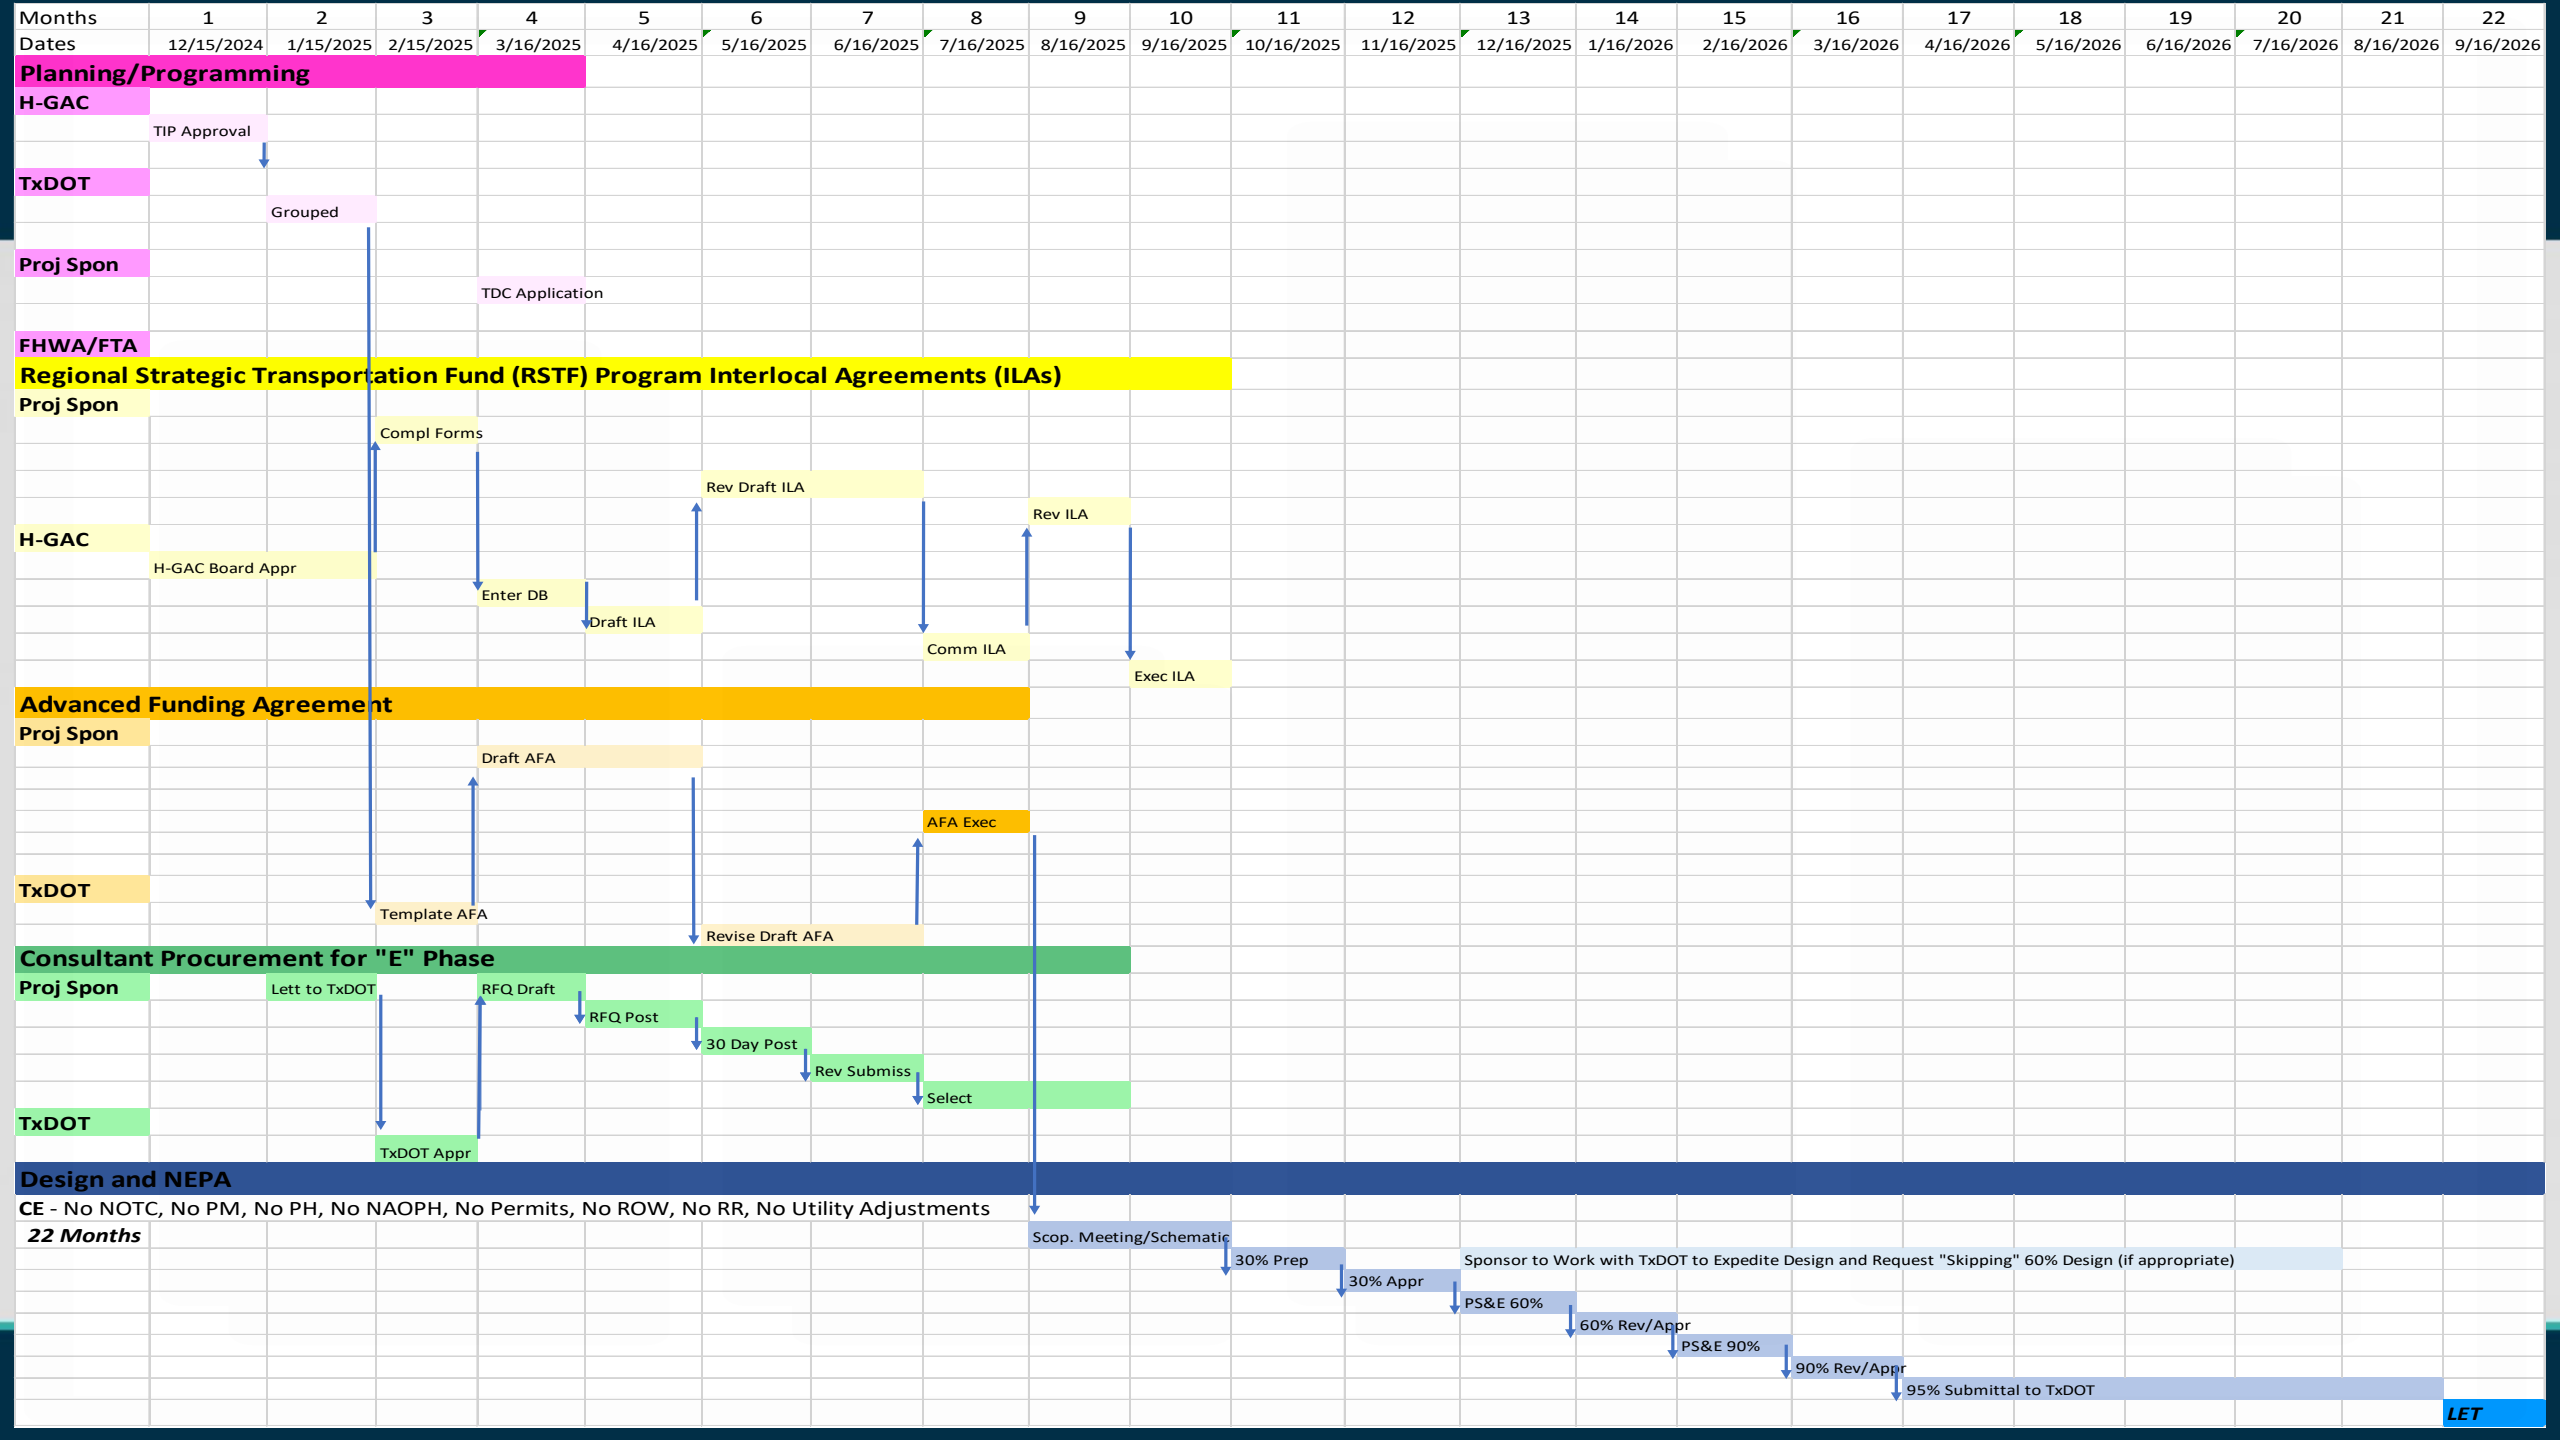 Months 1 2 3 4 5 6 7 8 9 10 11 12 13 14 15 16 17 18 19 20 21 22
Dates 12/15/2024 1/15/2025 2/15/2025 3/16/2025 4/16/2025 5/16/2025 6/16/2025 7/16/2025 8/16/2025 9/16/2025 10/16/2025 11/16/2025 12/16/2025 1/16/2026 2/16/2026 3/16/2026 4/16/2026 5/16/2026 6/16/2026 7/16/2026 8/16/2026 9/16/2026
Planning/Programming
H-GAC
TIP Approval
TxDOT
Grouped
Proj Spon
TDC Application
FHWA/FTA
Regional Strategic Transportation Fund (RSTF) Program Interlocal Agreements (ILAs)
Proj Spon
Compl Forms
Rev Draft ILA
Rev ILA
H-GAC
H-GAC Board Appr
Enter DB
Draft ILA
Comm ILA
Exec ILA
Advanced Funding Agreement
Proj Spon
Draft AFA
AFA Exec
TxDOT
Template AFA
Revise Draft AFA
Consultant Procurement for "E" Phase
Proj Spon Lett to TxDOT RFQ Draft
RFQ Post
30 Day Post
Rev Submiss
Select
TxDOT
TxDOT Appr
Design and NEPA
CE - No NOTC, No PM, No PH, No NAOPH, No Permits, No ROW, No RR, No Utility Adjustments
22 Months Scop. Meeting/Schematic
30% Prep Sponsor to Work with TxDOT to Expedite Design and Request "Skipping" 60% Design (if appropriate)
30% Appr
PS&E 60%
60% Rev/Appr
PS&E 90%
90% Rev/Appr
95% Submittal to TxDOT
LET